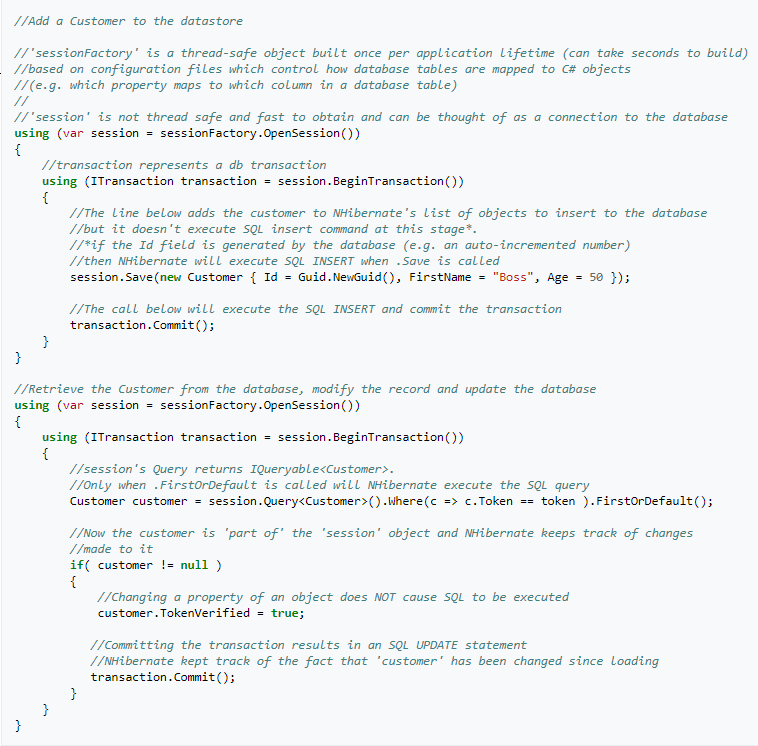 //Add a Customer to the datastore

//'sessionFactory' is a thread-safe object built once per application lifetime (can take seconds to build)
//based on configuration files which control how database tables are mapped to C# objects
//(e.g. which property maps to which column in a database table)
//
//'session' is not thread safe and fast to obtain and can be thought of as a connection to the database
using (var session = sessionFactory.OpenSession())
{
    //transaction represents a db transaction
    using (ITransaction transaction = session.BeginTransaction())
    {
        //The line below adds the customer to NHibernate's list of objects to insert to the database
        //but it doesn't execute SQL insert command at this stage*.
        //*if the Id field is generated by the database (e.g. an auto-incremented number)
        //then NHibernate will execute SQL INSERT when .Save is called
        session.Save(new Customer { Id = Guid.NewGuid(), FirstName = "Boss", Age = 50 });

        //The call below will execute the SQL INSERT and commit the transaction
        transaction.Commit();
    }
}

//Retrieve the Customer from the database, modify the record and update the database
using (var session = sessionFactory.OpenSession())
{
    using (ITransaction transaction = session.BeginTransaction())
    {
        //session's Query returns IQueryable<Customer>.
        //Only when .FirstOrDefault is called will NHibernate execute the SQL query
        Customer customer = session.Query<Customer>().Where(c => c.Token == token ).FirstOrDefault();

        //Now the customer is 'part of' the 'session' object and NHibernate keeps track of changes
        //made to it
        if( customer != null )
        {
            //Changing a property of an object does NOT cause SQL to be executed
            customer.TokenVerified = true;

           //Committing the transaction results in an SQL UPDATE statement
           //NHibernate kept track of the fact that 'customer' has been changed since loading
           transaction.Commit();
        }
    }
}